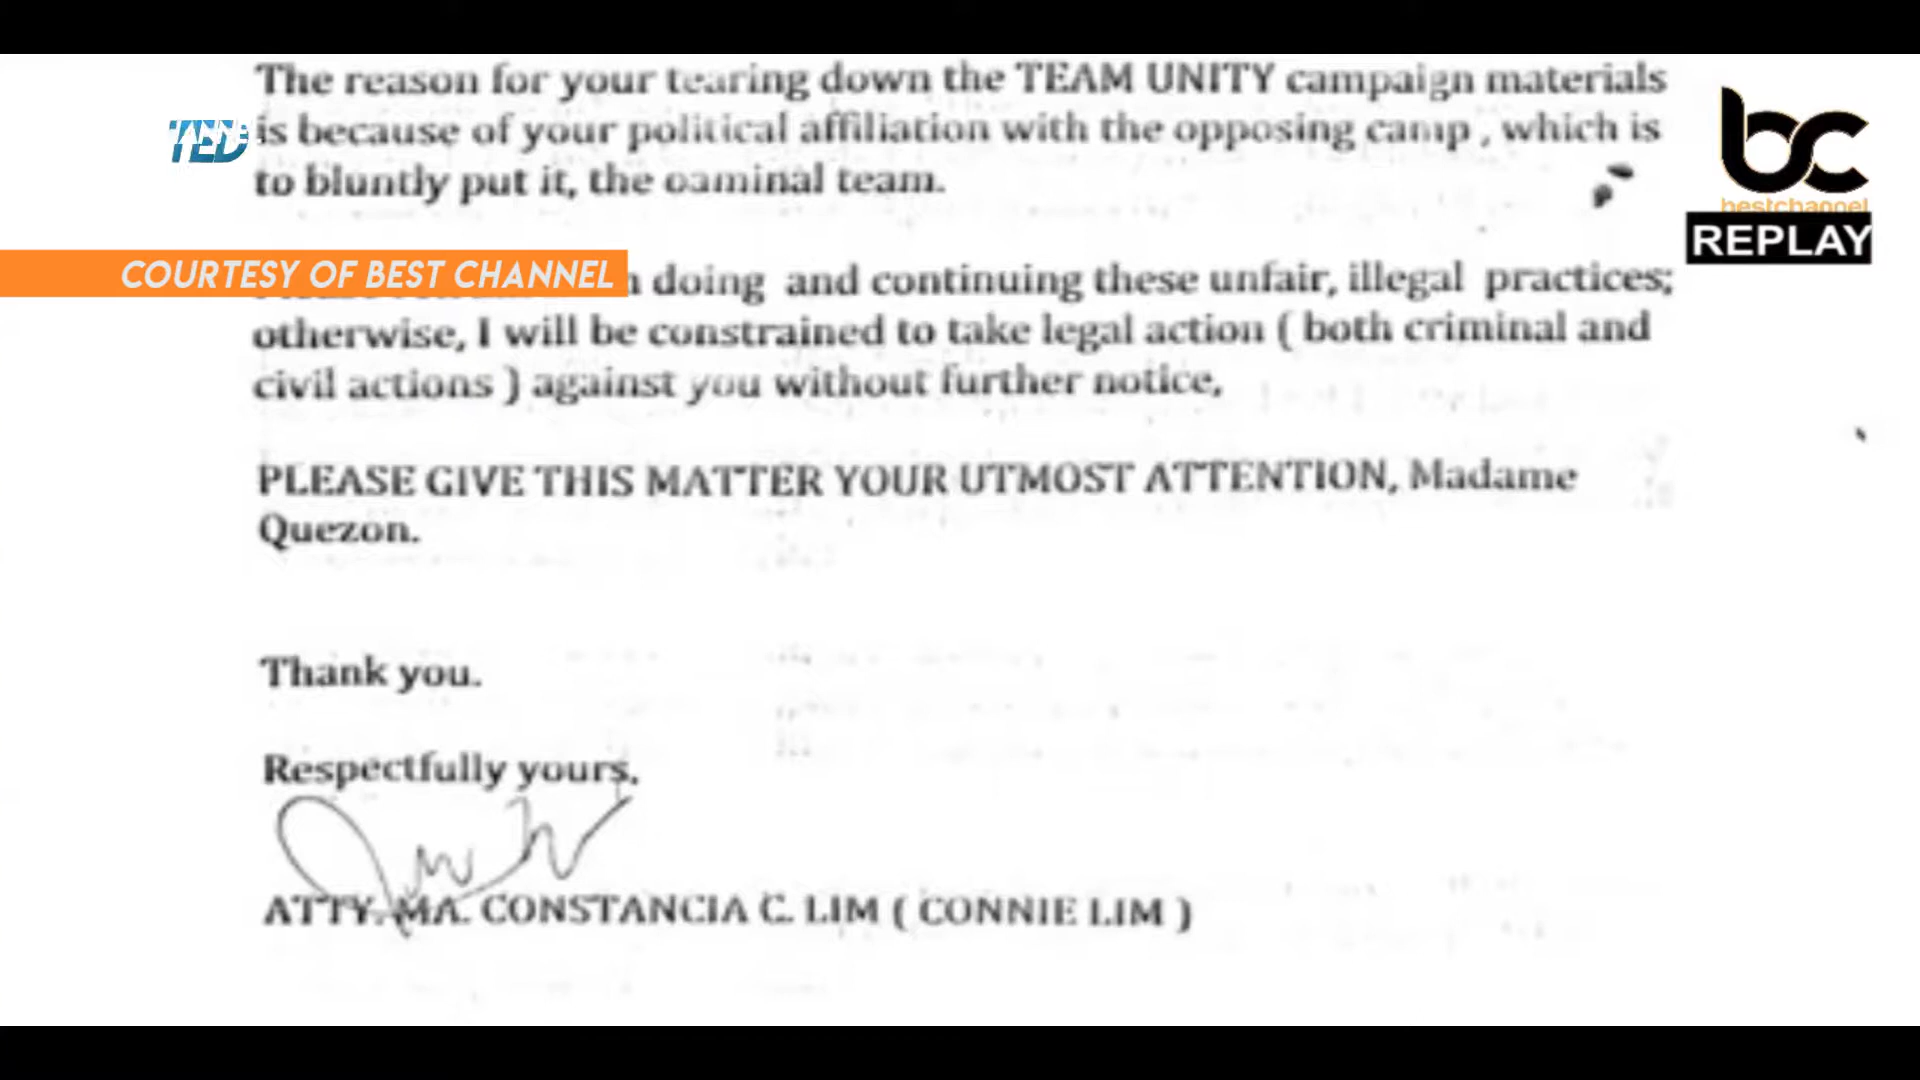 The reason for your tearing down the TEAM UNITY campaign materials
is because of your political affiliation with the opposing camp , which is
to bluntly put it, the oaminal team.
bc
bestchannel
REPLAY
COURTESY OF BEST CHANNEL
doing and continuing these unfair, illegal practices;
otherwise, I will be constrained to take legal action ( both criminal and
civil actions ) against you without further notice,
PLEASE GIVE THIS MATTER YOUR UTMOST ATTENTION, Madame
Quezon.
Thank you.
Respectfully yours,
ATTY. MA. CONSTANCIA C. LIM ( CONNIE LIM )